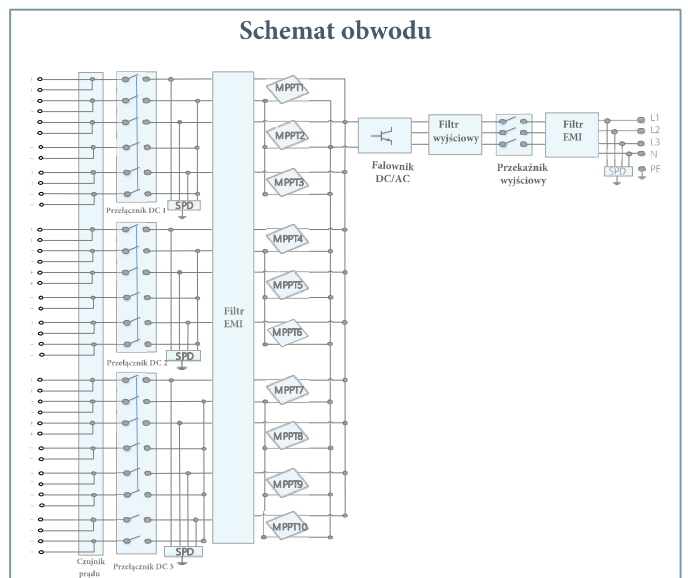 Schemat obwodu
MPPT1
MPPT2
MPPT3
MPPT4
MPPT5
MPPT6
MPPT7
MPPT8
MPPT9
MPPT10
SPD
Przełącznik DC 1
SPD
Przełącznik DC 2
SPD
Przełącznik DC 3
Czujnik
prądu
Filtr
EMI
Falownik
DC/AC
Filtr
wyjściowy
Przekaźnik
wyjściowy
Filtr
EMI
L1
L2
L3
N
PE
SPD